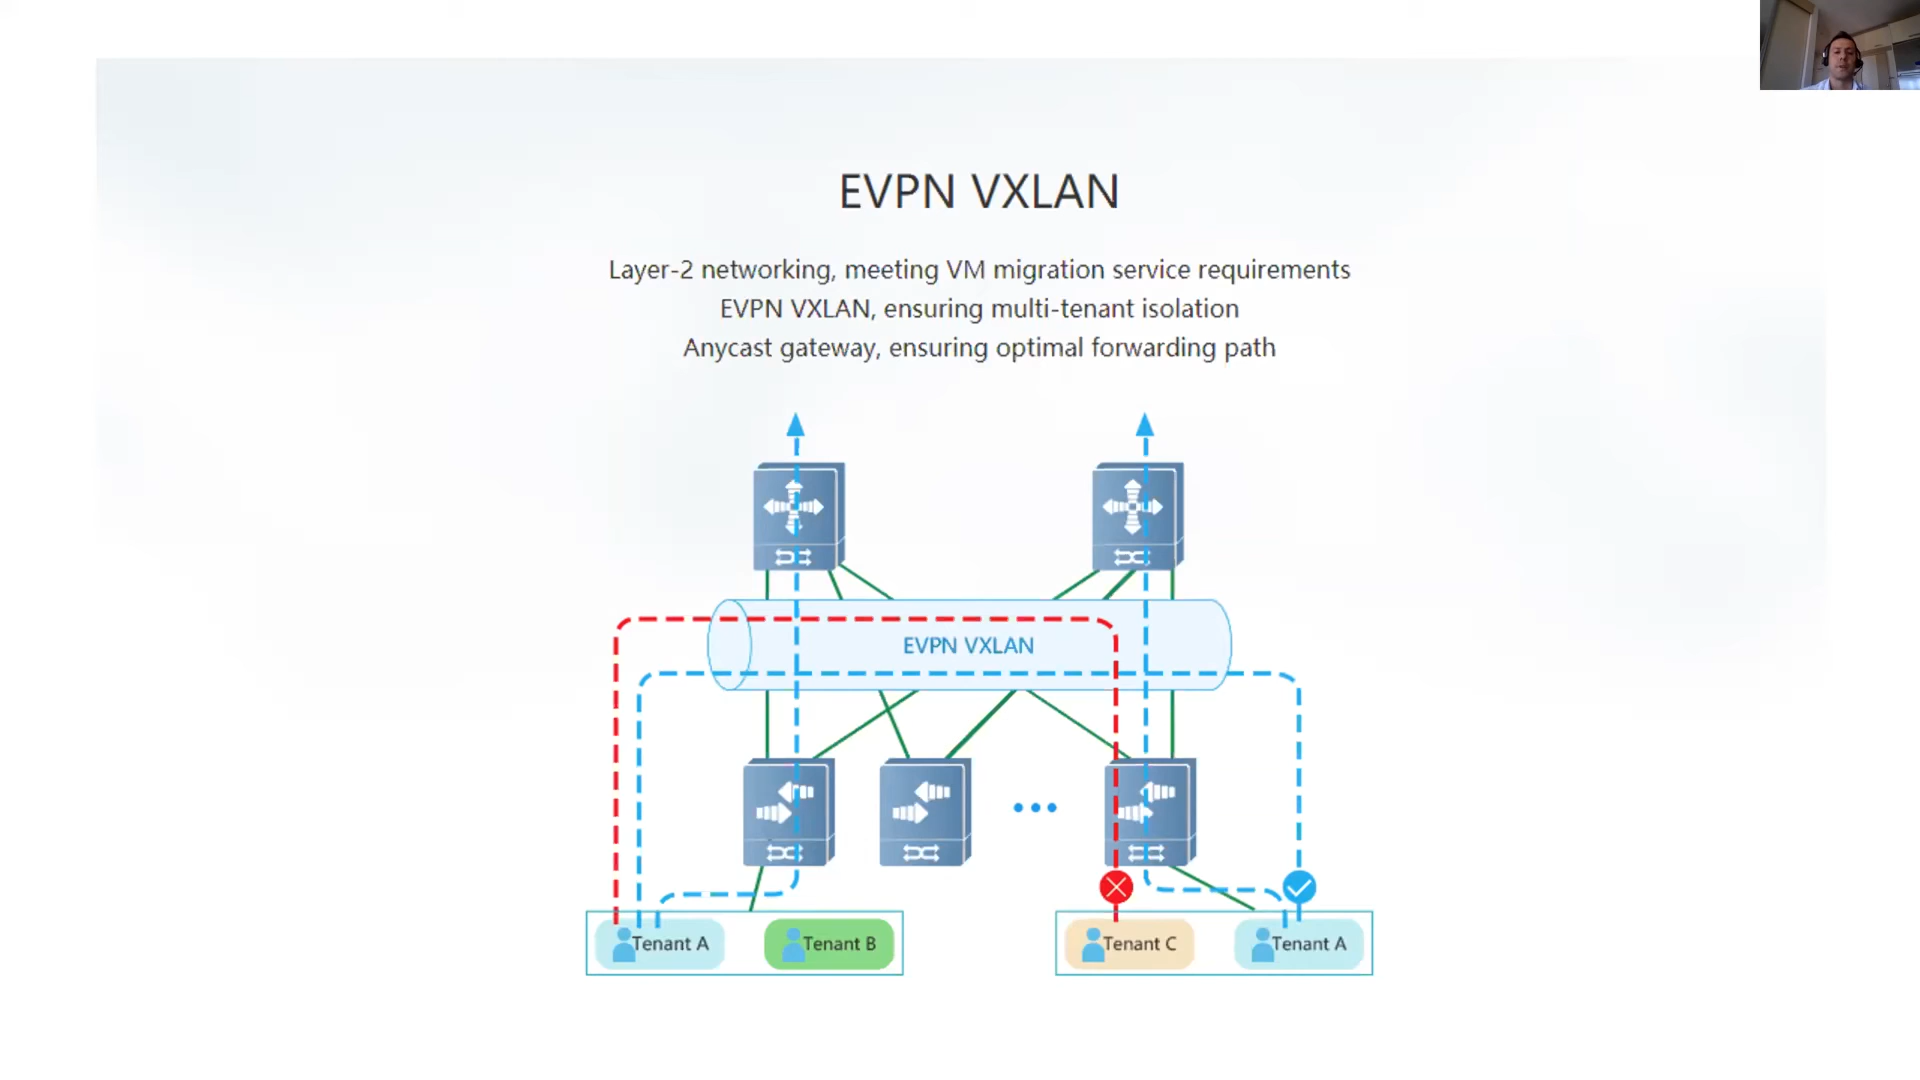 EVPN VXLAN
Layer-2 networking, meeting VM migration service requirements
EVPN VXLAN, ensuring multi-tenant isolation
Anycast gateway, ensuring optimal forwarding path
EVPN VXLAN
Tenant A
Tenant B
Tenant C
Tenant A